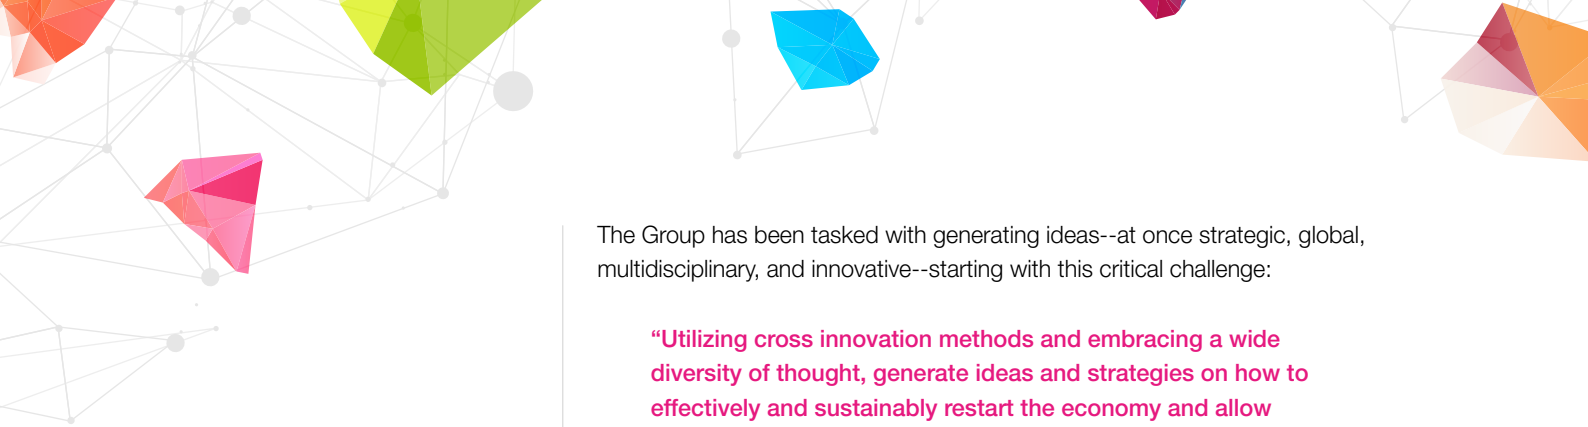 The Group has been tasked with generating ideas--at once strategic, global,
multidisciplinary, and innovative--starting with this critical challenge:
“Utilizing cross innovation methods and embracing a wide
diversity of thought, generate ideas and strategies on how to
effectively and sustainably restart the economy and allow